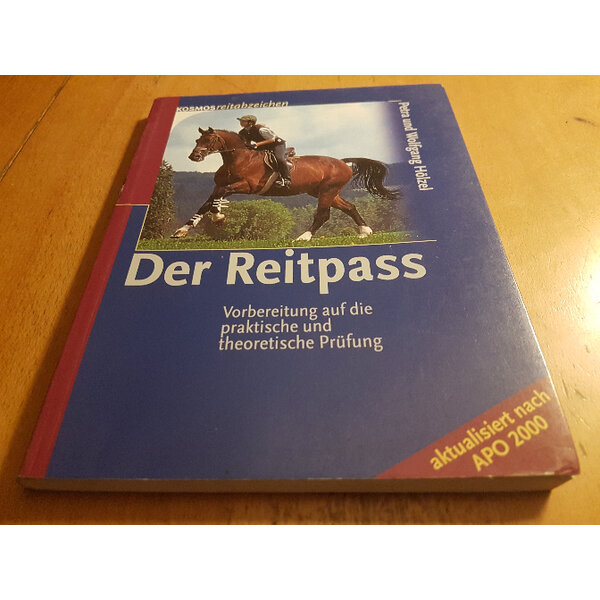 KOSMOSreitabzeichen
Petra und Wolfgang Hölzel
Der Reitpass
Vorbereitung auf die
praktische und
theoretische Prüfung
aktualisiert nach
APO 2000